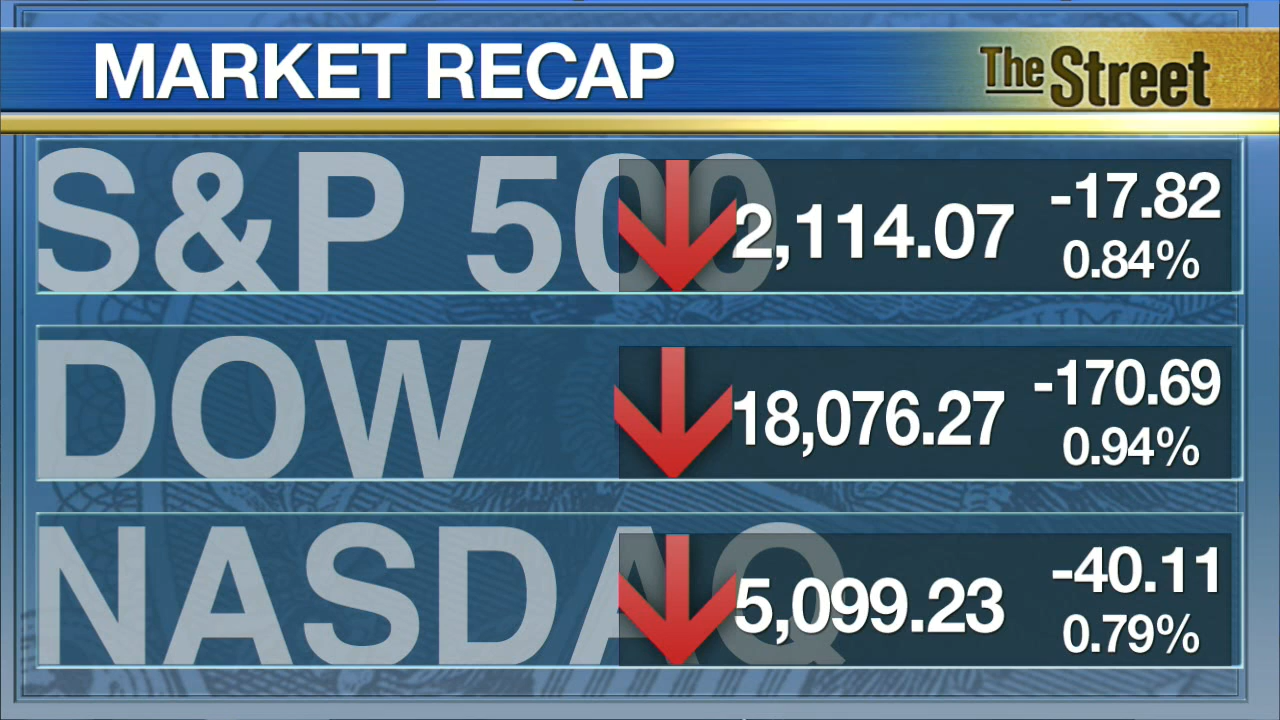 MARKET RECAP
The Street
S&P 500
2,114.07
-17.82
0.84%
DOW
18,076.27
-170.69
0.94%
NASDAQ
5,099.23
-40.11
0.79%